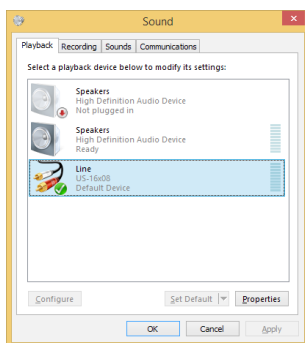 Sound
Playback Recording Sounds Communications
Select a playback device below to modify its settings:
Speakers
High Definition Audio Device
Not plugged in
Speakers
High Definition Audio Device
Ready
Line
US-16x08
Default Device
Configure Set Default Properties
OK Cancel Apply